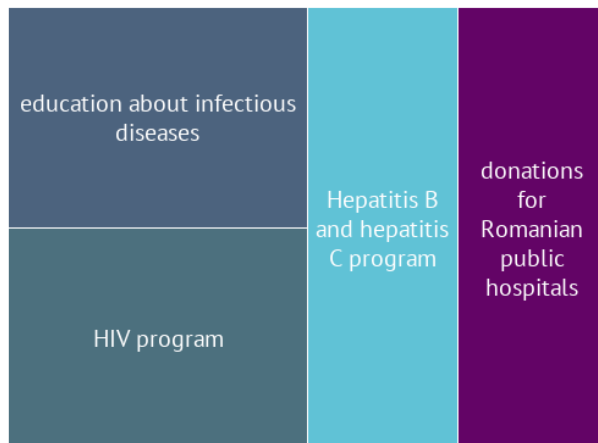 education about infectious
diseases
HIV program
Hepatitis B
and hepatitis
C program
donations
for
Romanian
public
hospitals